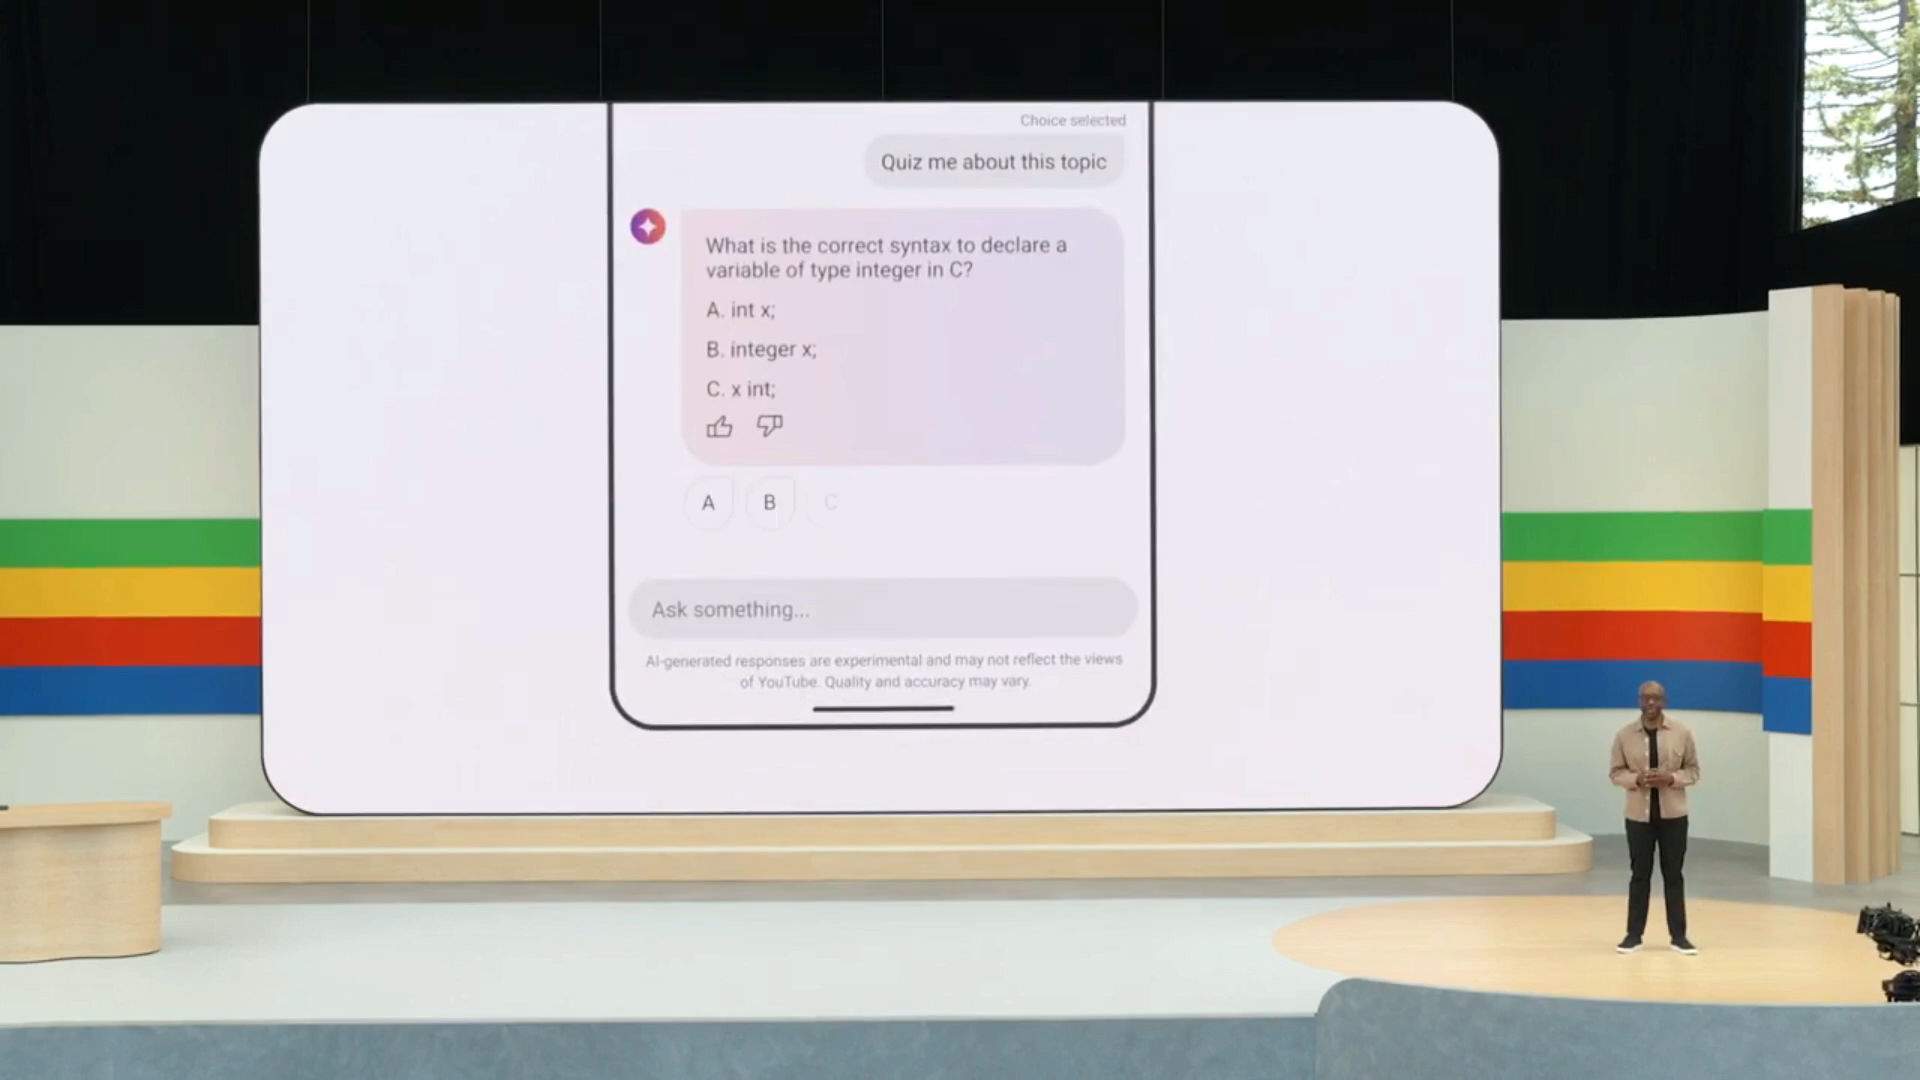 Choice selected
Quiz me about this topic
What is the correct syntax to declare a
variable of type integer in C?
A. int x;
B. integer x;
C. x int;
A B C
Ask something...
AI-generated responses are experimental and may not reflect the views
of YouTube. Quality and accuracy may vary.